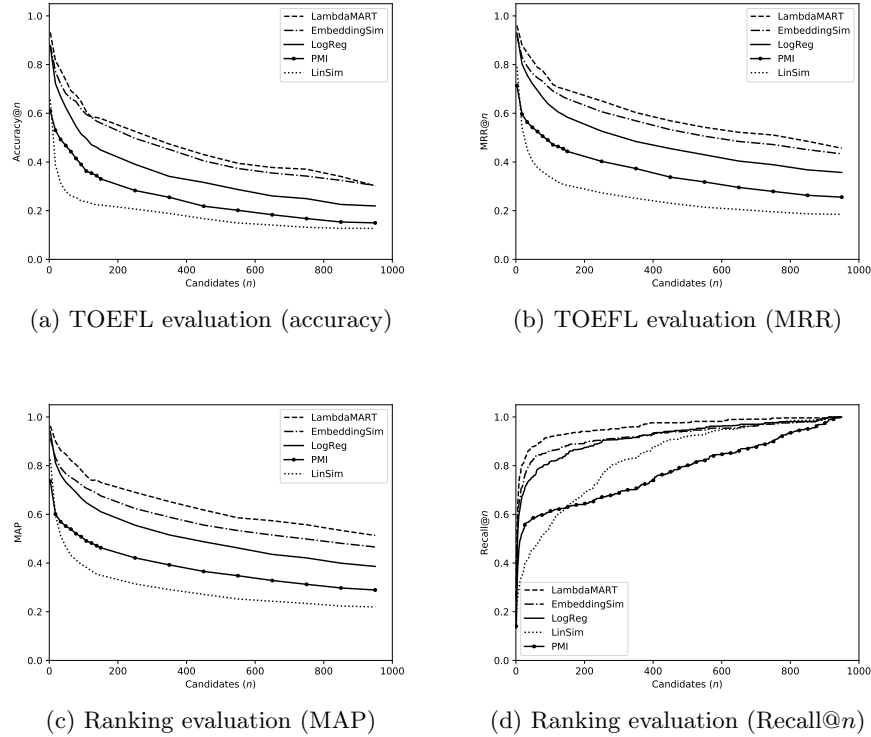 1.0
0.8
0.6
0.4
0.2
0.0
Accuracy@n
LambdaMART
EmbeddingSim
LogReg
PMI
LinSim
0 200 400 600 800 1000
Candidates (n)
(a) TOEFL evaluation (accuracy)
1.0
0.8
0.6
0.4
0.2
0.0
MRR@n
LambdaMART
EmbeddingSim
LogReg
PMI
LinSim
0 200 400 600 800 1000
Candidates (n)
(b) TOEFL evaluation (MRR)
1.0
0.8
0.6
0.4
0.2
0.0
MAP
LambdaMART
EmbeddingSim
LogReg
PMI
LinSim
0 200 400 600 800 1000
Candidates (n)
(c) Ranking evaluation (MAP)
1.0
0.8
0.6
0.4
0.2
0.0
Recall@n
LambdaMART
EmbeddingSim
LogReg
LinSim
PMI
0 200 400 600 800 1000
Candidates (n)
(d) Ranking evaluation (Recall@n)